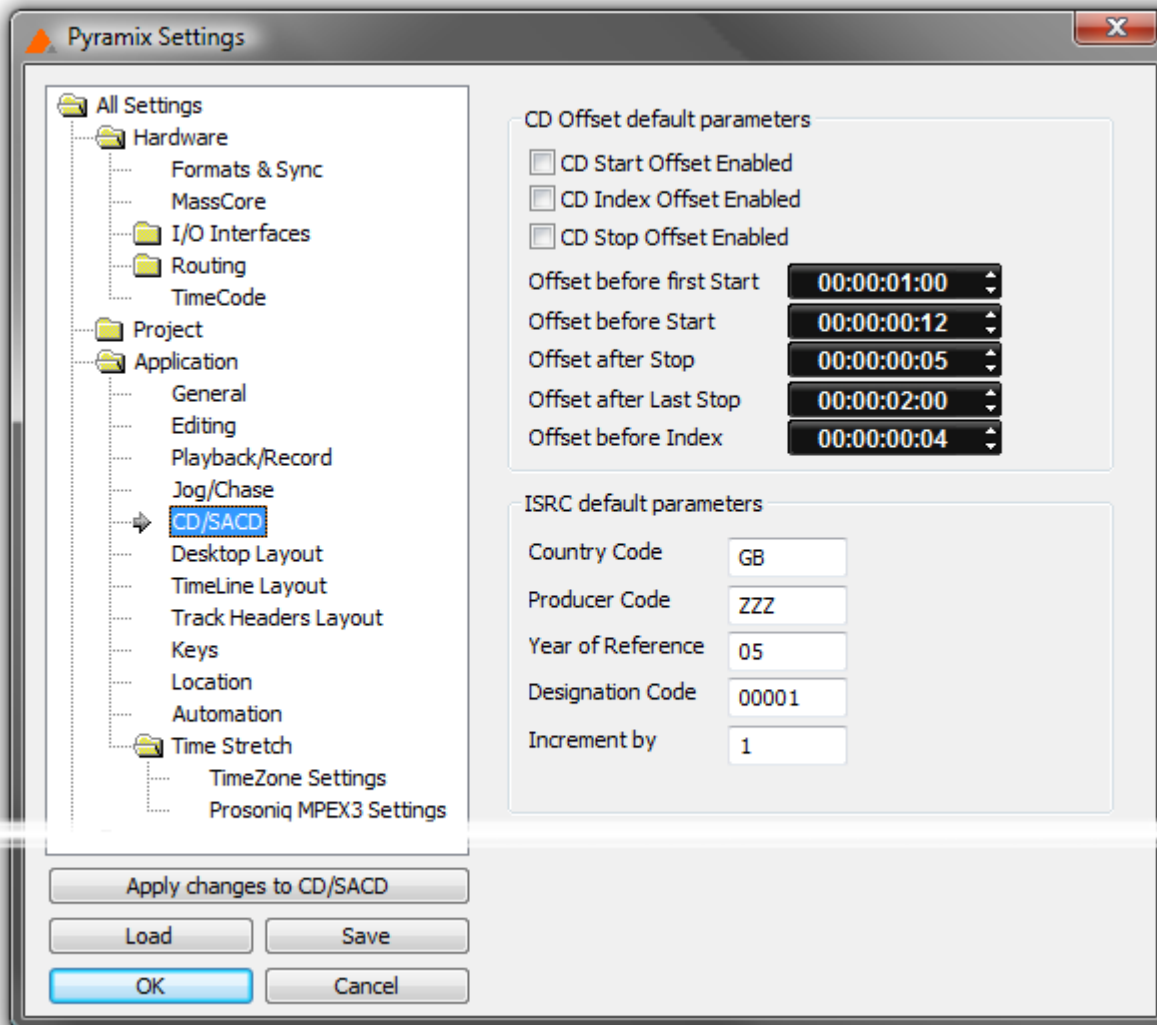 Pyramix Settings
All Settings
Hardware
Formats & Sync
MassCore
I/O Interfaces
Routing
TimeCode
Project
Application
General
Editing
Playback/Record
Jog/Chase
CD/SACD
Desktop Layout
TimeLine Layout
Track Headers Layout
Keys
Location
Automation
Time Stretch
TimeZone Settings
Prosoniq MPEX3 Settings
Apply changes to CD/SACD
Load Save
OK Cancel
CD Offset default parameters
CD Start Offset Enabled
CD Index Offset Enabled
CD Stop Offset Enabled
Offset before first Start 00:00:01:00
Offset before Start 00:00:00:12
Offset after Stop 00:00:00:05
Offset after Last Stop 00:00:02:00
Offset before Index 00:00:00:04
ISRC default parameters
Country Code GB
Producer Code ZZZ
Year of Reference 05
Designation Code 00001
Increment by 1